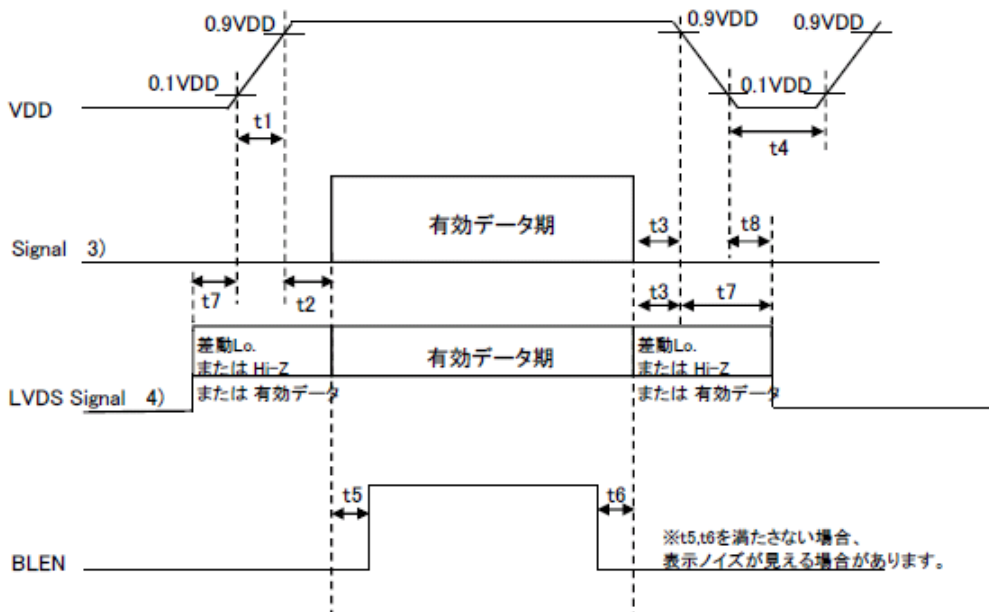 0.9VDD
0.9VDD
0.9VDD
0.1VDD
0.1VDD
VDD
t1
t4
有効データ期
t3
t8
Signal 3)
t7
t2
t3
t7
差動Lo.
または Hi-Z
または 有効データ
有効データ期
差動Lo.
または Hi-Z
または 有効データ
LVDS Signal 4)
t5
t6
BLEN
※t5,t6を満たさない場合、
表示ノイズが見える場合があります。